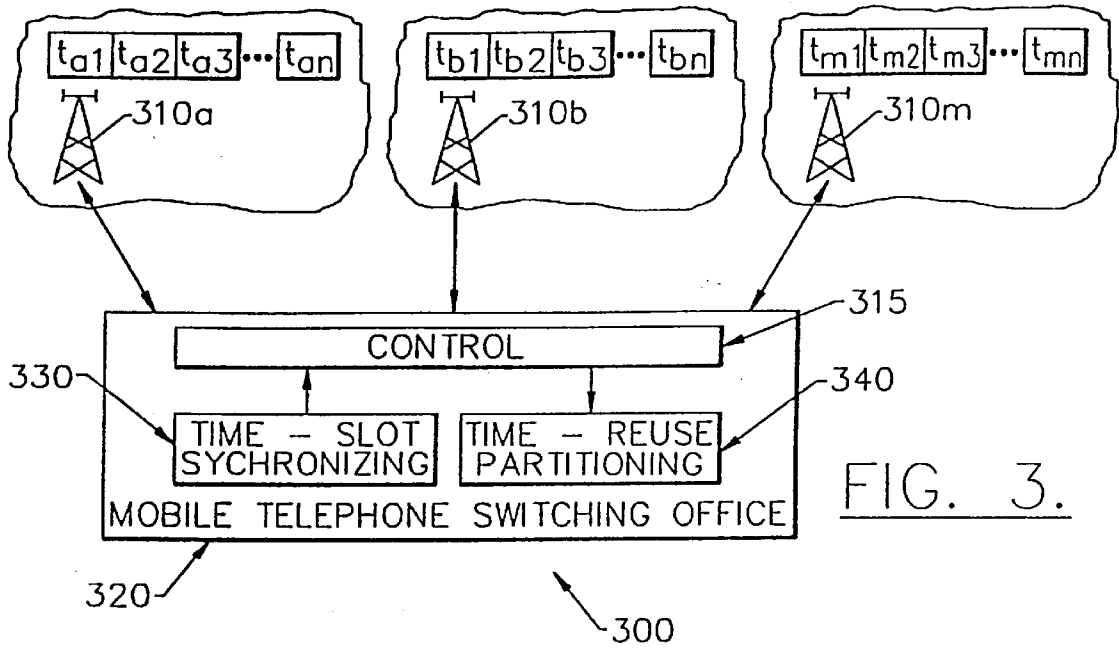 ta1 ta2 ta3 ••• tan
tb1 tb2 tb3 ••• tbn
tm1 tm2 tm3 ••• tmn
310a
310b
310m
315
CONTROL
330
340
TIME – SLOT
SYCHRONIZING
TIME – REUSE
PARTITIONING
MOBILE TELEPHONE SWITCHING OFFICE
FIG. 3.
320
300